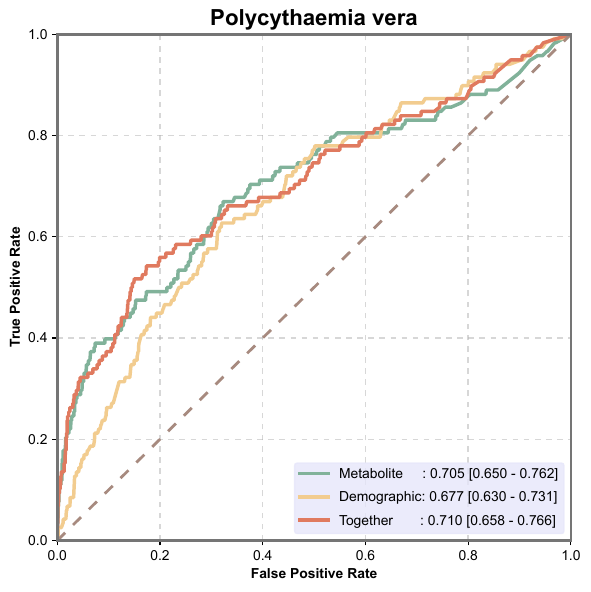 Polycythaemia vera
True Positive Rate
1.0
0.8
0.6
0.4
0.2
0.0
Metabolite : 0.705 [0.650 - 0.762]
Demographic: 0.677 [0.630 - 0.731]
Together : 0.710 [0.658 - 0.766]
0.0 0.2 0.4 0.6 0.8 1.0
False Positive Rate